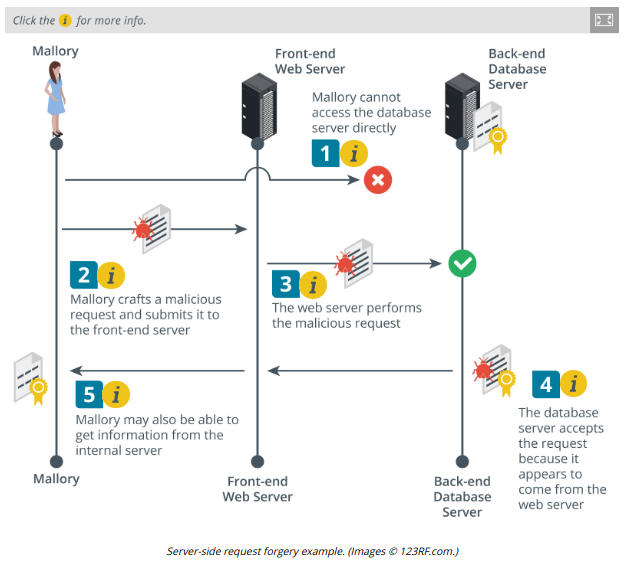 Click the i for more info.
Mallory
Front-end
Web Server
Back-end
Database
Server
Mallory cannot
access the database
server directly
1 i
2 i
Mallory crafts a malicious
request and submits it to
the front-end server
3 i
The web server performs
the malicious request
4 i
The database
server accepts
the request
because it
appears to
come from the
web server
5 i
Mallory may also be able to
get information from the
internal server
Mallory
Front-end
Web Server
Back-end
Database
Server
Server-side request forgery example. (Images © 123RF.com.)